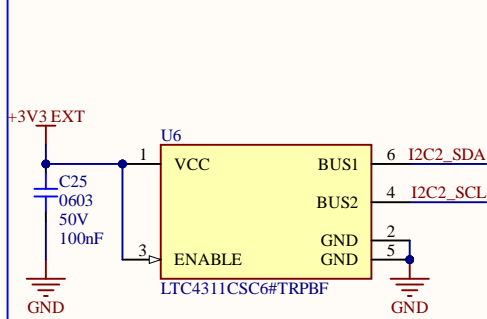 +3V3 EXT
U6
1 VCC BUS1 6 I2C2_SDA
C25
0603 BUS2 4 I2C2_SCL
50V
100nF GND 2
3 ENABLE GND 5
LTC4311CSC6#TRPBF
GND GND